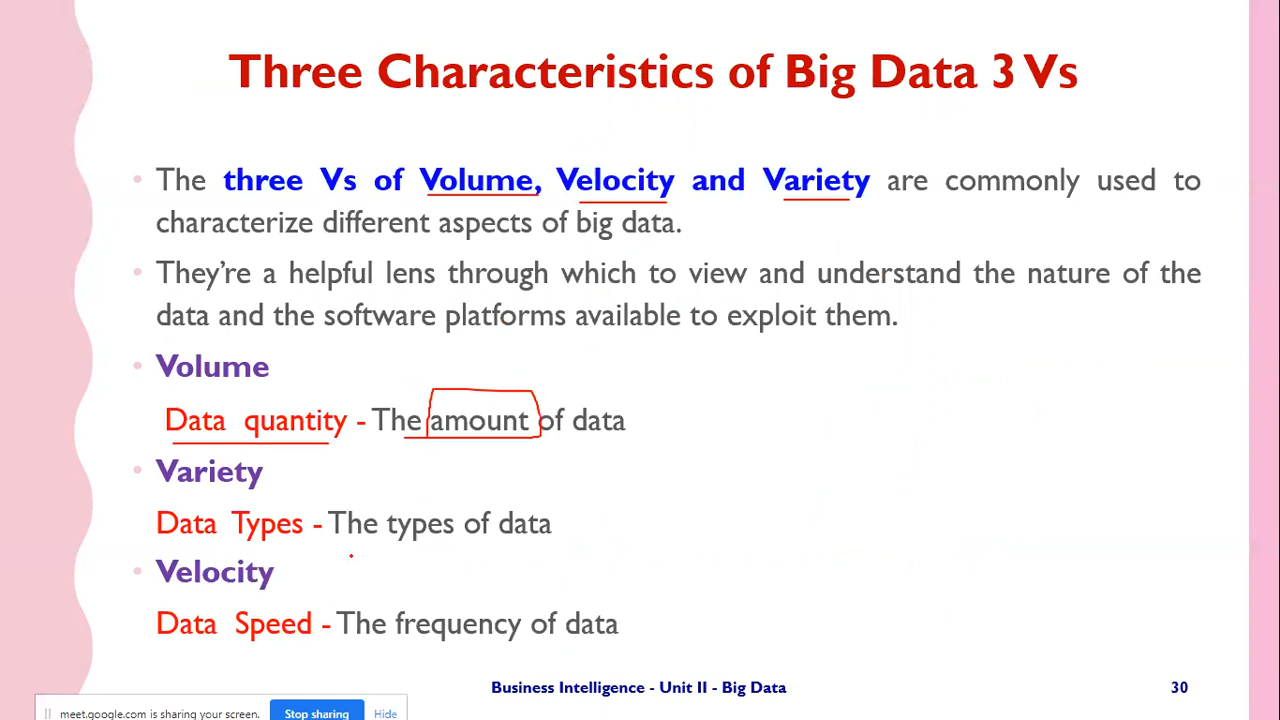 Three Characteristics of Big Data 3 Vs
• The three Vs of Volume, Velocity and Variety are commonly used to
characterize different aspects of big data.
• They’re a helpful lens through which to view and understand the nature of the
data and the software platforms available to exploit them.
• Volume
Data quantity - The amount of data
• Variety
Data Types - The types of data
• Velocity
Data Speed - The frequency of data
Business Intelligence - Unit II - Big Data 30
meet.google.com is sharing your screen. Stop sharing Hide